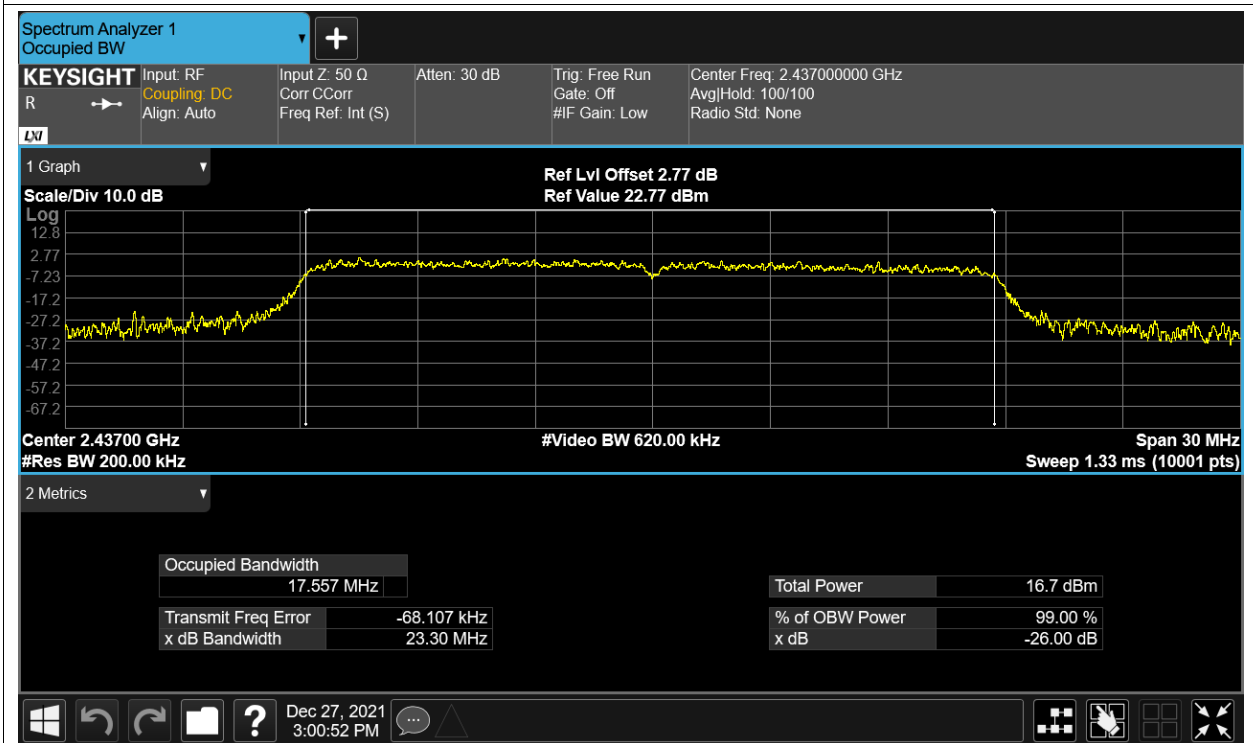 Spectrum Analyzer 1
Occupied BW
KEYSIGHT
R
LXI
Input: RF
Coupling: DC
Align: Auto
Input Z: 50 Ω
Corr CCorr
Freq Ref: Int (S)
Atten: 30 dB
Trig: Free Run
Gate: Off
#IF Gain: Low
Center Freq: 2.437000000 GHz
Avg|Hold: 100/100
Radio Std: None
1 Graph
Scale/Div 10.0 dB
Ref Lvl Offset 2.77 dB
Ref Value 22.77 dBm
Log
12.8
2.77
-7.23
-17.2
-27.2
-37.2
-47.2
-57.2
-67.2
Center 2.43700 GHz
#Video BW 620.00 kHz
Span 30 MHz
#Res BW 200.00 kHz
Sweep 1.33 ms (10001 pts)
2 Metrics
Occupied Bandwidth
17.557 MHz
Total Power 16.7 dBm
Transmit Freq Error -68.107 kHz
% of OBW Power 99.00 %
x dB Bandwidth 23.30 MHz
x dB -26.00 dB
?
Dec 27, 2021
3:00:52 PM